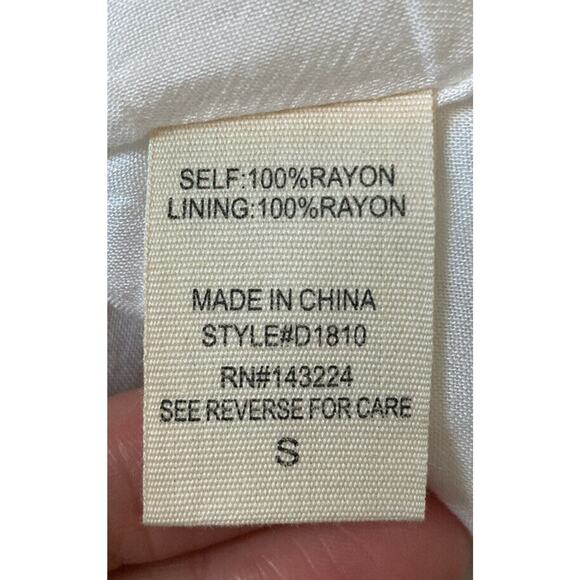 SELF:100%RAYON
LINING:100%RAYON
MADE IN CHINA
STYLE#D1810
RN#143224
SEE REVERSE FOR CARE
S